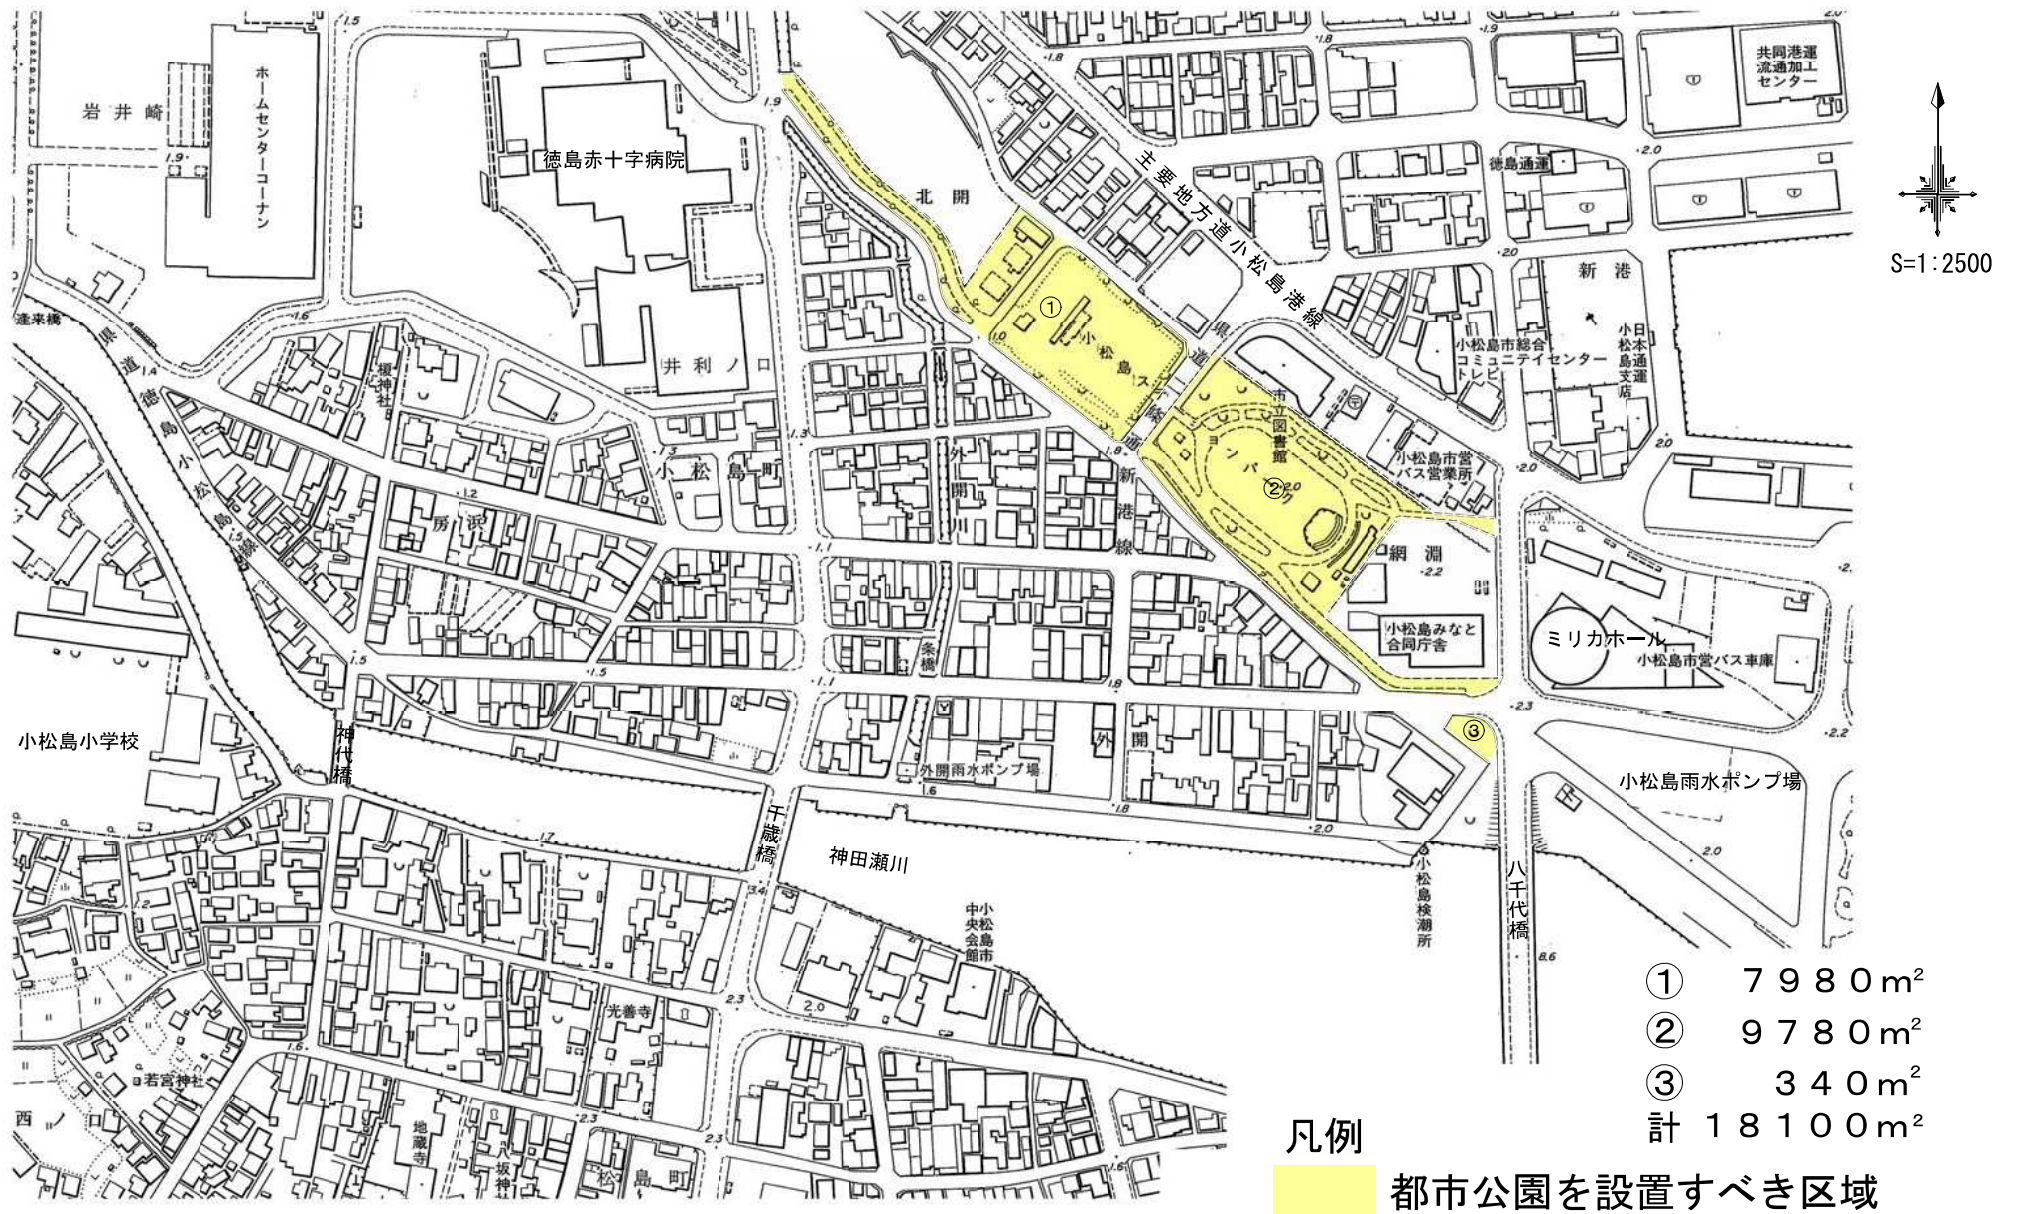 岩井崎
ホームセンターコーナン
徳島赤十字病院
北開
主要地方道小松島港線
共同港運
流通加工
センター
徳島通運
新港
S=1:2500
小松島市総合
コミュニテイセンター
トレピ
日本通運
小松島支店
逢来橋
県道徳島小松島線
榎神社
井利ノ口
①
小松島ステーションパーク
県道
市立図書館
②
小松島市営
バス営業所
網淵
小松島みなと
合同庁舎
ミリカホール
小松島市営バス車庫
小松島町
房浜
外開川
新港線
条橋
③
外開
外開雨水ポンプ場
小松島雨水ポンプ場
小松島小学校
神代橋
千歳橋
神田瀬川
小松島検潮所
八千代橋
小松島市
中央会館
光善寺
若宮神社
西ノ口
地蔵寺
八坂神社
松島町
① 7980m²
② 9780m²
③ 340m²
計 18100m²
凡例
都市公園を設置すべき区域